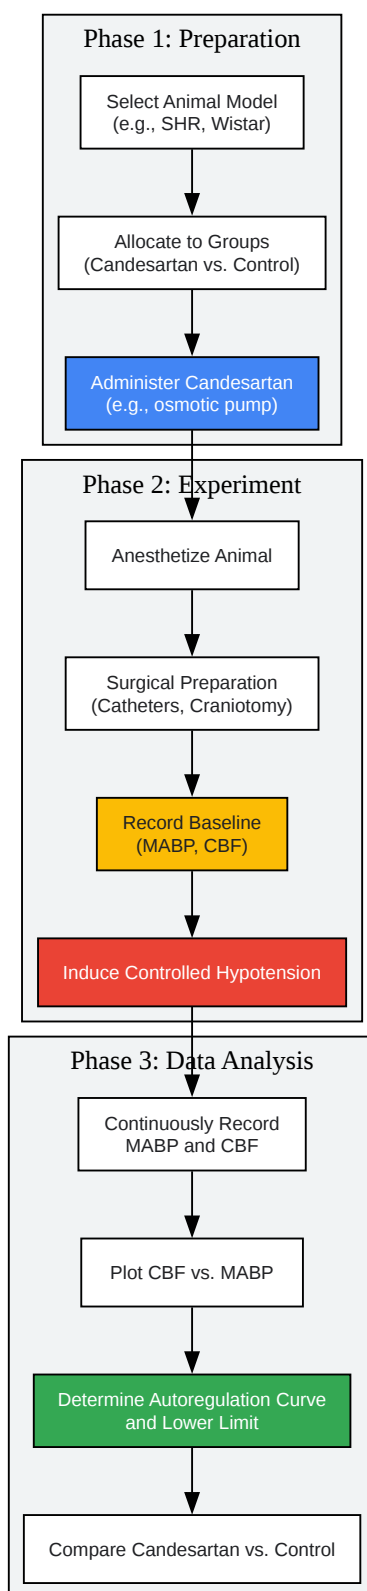 Phase 1: Preparation
Select Animal Model
(e.g., SHR, Wistar)
Allocate to Groups
(Candesartan vs. Control)
Administer Candesartan
(e.g., osmotic pump)
Phase 2: Experiment
Anesthetize Animal
Surgical Preparation
(Catheters, Craniotomy)
Record Baseline
(MABP, CBF)
Induce Controlled Hypotension
Phase 3: Data Analysis
Continuously Record
MABP and CBF
Plot CBF vs. MABP
Determine Autoregulation Curve
and Lower Limit
Compare Candesartan vs. Control